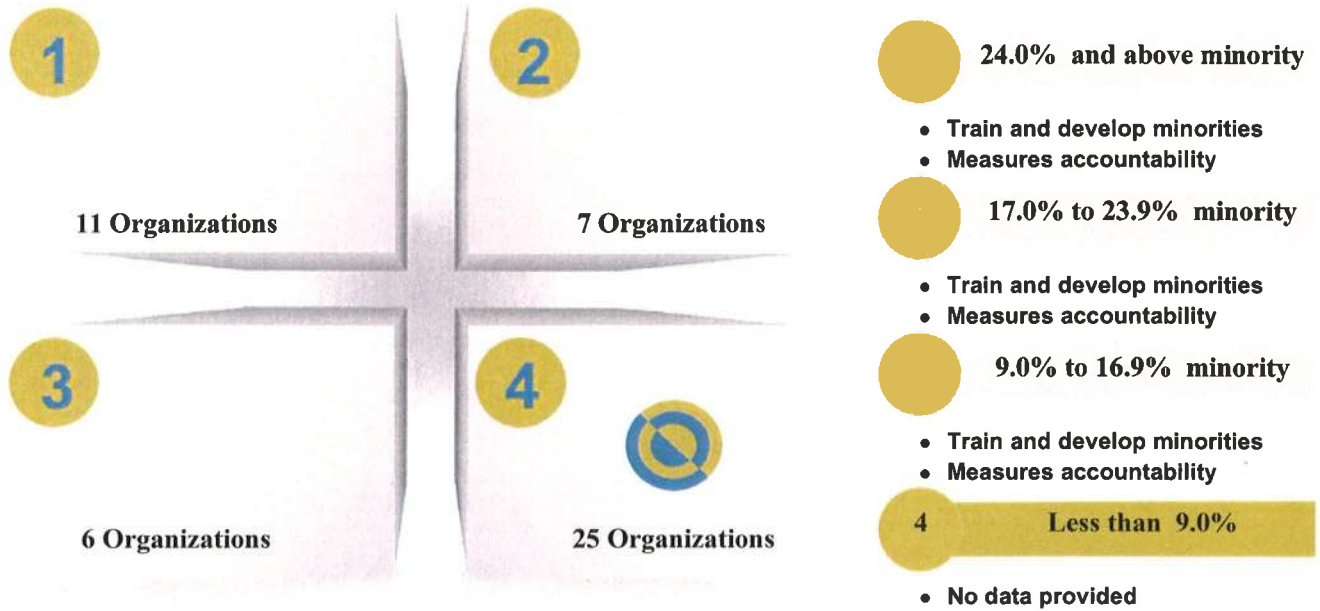 1
2
11 Organizations
7 Organizations
3
4
6 Organizations
25 Organizations
24.0% and above minority
• Train and develop minorities
• Measures accountability
17.0% to 23.9% minority
• Train and develop minorities
• Measures accountability
9.0% to 16.9% minority
• Train and develop minorities
• Measures accountability
4 Less than 9.0%
• No data provided